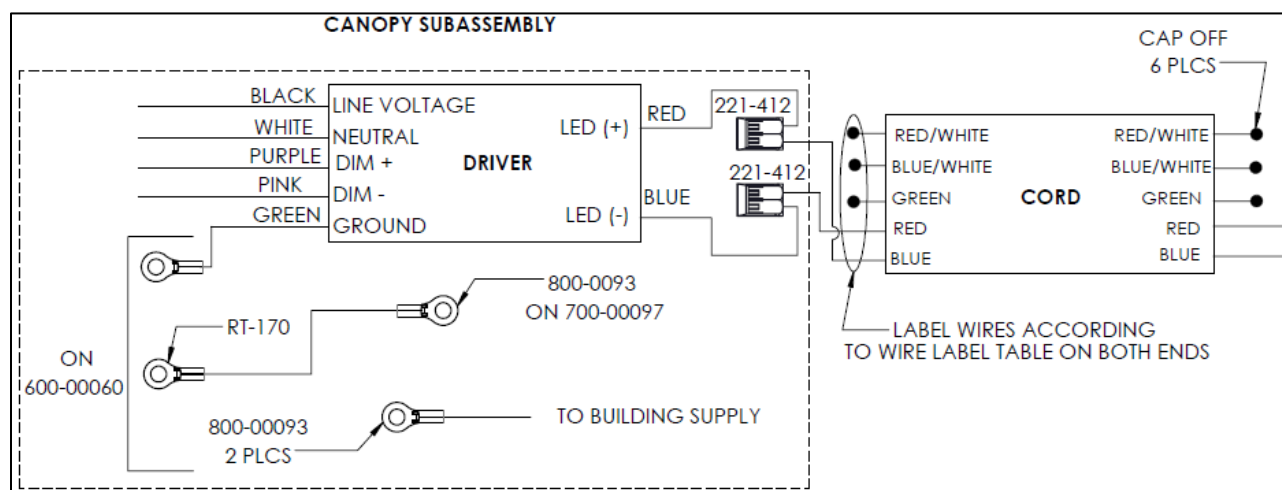 CANOPY SUBASSEMBLY
CAP OFF
6 PLCS
BLACK
WHITE
PURPLE
PINK
GREEN
LINE VOLTAGE
NEUTRAL
DIM +
DIM -
GROUND
DRIVER
LED (+)
LED (-)
RED
BLUE
221-412
221-412
RED/WHITE
BLUE/WHITE
GREEN
RED
BLUE
CORD
RED/WHITE
BLUE/WHITE
GREEN
RED
BLUE
LABEL WIRES ACCORDING
TO WIRE LABEL TABLE ON BOTH ENDS
800-0093
ON 700-00097
RT-170
ON
600-00060
800-00093
2 PLCS
TO BUILDING SUPPLY